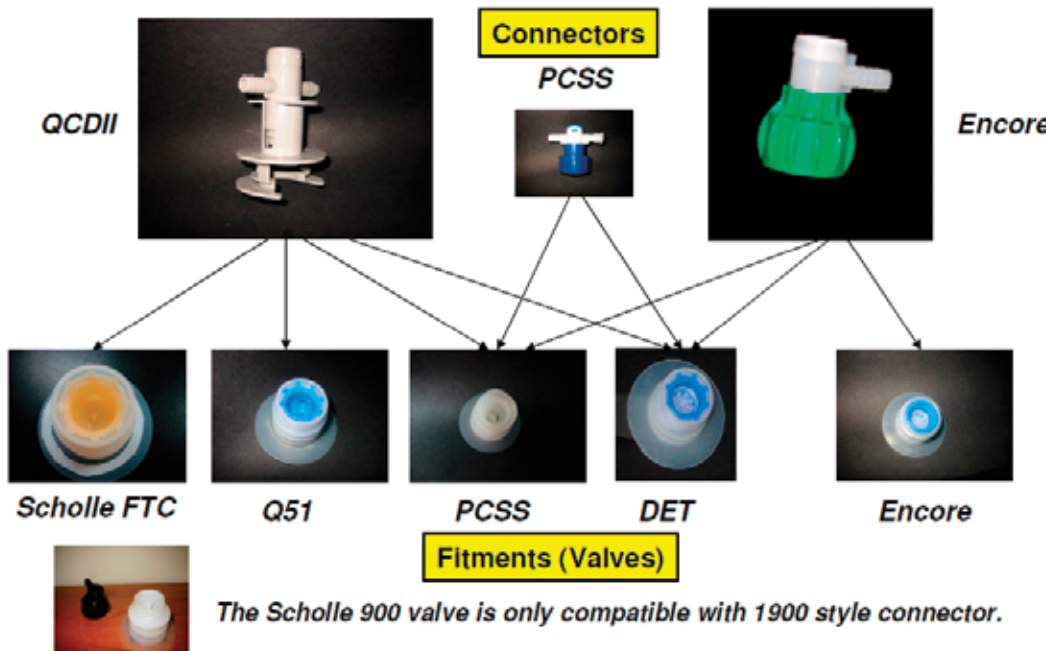 Connectors
PCSS
QCDII
Encore
Scholle FTC
Q51
PCSS
DET
Encore
Fitments (Valves)
The Scholle 900 valve is only compatible with 1900 style connector.